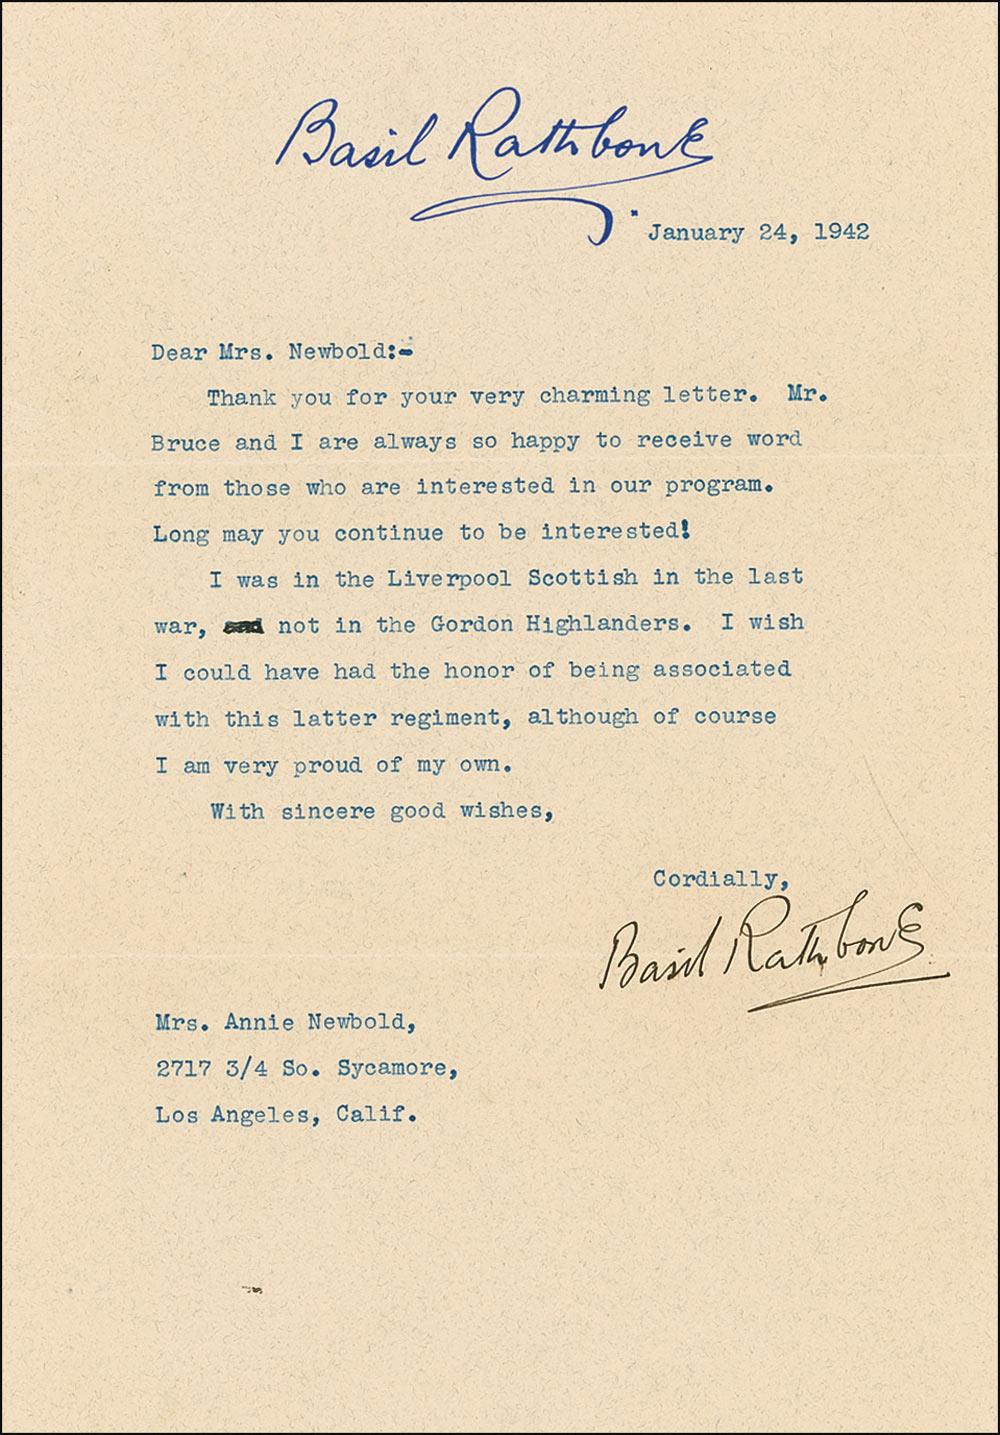 Basil Rathbone
January 24, 1942
Dear Mrs. Newbold:-
Thank you for your very charming letter. Mr.
Bruce and I are always so happy to receive word
from those who are interested in our program.
Long may you continue to be interested!
I was in the Liverpool Scottish in the last
war, not in the Gordon Highlanders. I wish
I could have had the honor of being associated
with this latter regiment, although of course
I am very proud of my own.
With sincere good wishes,
Cordially,
Basil Rathbone
Mrs. Annie Newbold,
2717 3/4 So. Sycamore,
Los Angeles, Calif.